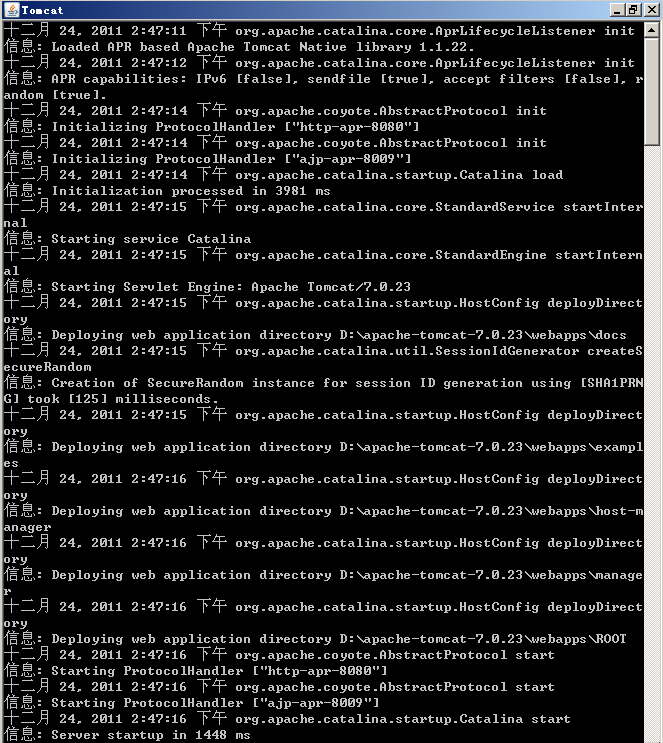 Tomcat
十二月 24, 2011 2:47:11 下午 org.apache.catalina.core.AprLifecycleListener init
信息: Loaded APR based Apache Tomcat Native library 1.1.22.
十二月 24, 2011 2:47:12 下午 org.apache.catalina.core.AprLifecycleListener init
信息: APR capabilities: IPv6 [false], sendfile [true], accept filters [false], r
andom [true].
十二月 24, 2011 2:47:14 下午 org.apache.coyote.AbstractProtocol init
信息: Initializing ProtocolHandler ["http-apr-8080"]
十二月 24, 2011 2:47:14 下午 org.apache.coyote.AbstractProtocol init
信息: Initializing ProtocolHandler ["ajp-apr-8009"]
十二月 24, 2011 2:47:14 下午 org.apache.catalina.startup.Catalina load
信息: Initialization processed in 3981 ms
十二月 24, 2011 2:47:15 下午 org.apache.catalina.core.StandardService startInter
nal
信息: Starting service Catalina
十二月 24, 2011 2:47:15 下午 org.apache.catalina.core.StandardEngine startIntern
al
信息: Starting Servlet Engine: Apache Tomcat/7.0.23
十二月 24, 2011 2:47:15 下午 org.apache.catalina.startup.HostConfig deployDirect
ory
信息: Deploying web application directory D:\apache-tomcat-7.0.23\webapps\docs
十二月 24, 2011 2:47:15 下午 org.apache.catalina.util.SessionIdGenerator createS
ecureRandom
信息: Creation of SecureRandom instance for session ID generation using [SHA1PRN
G] took [125] milliseconds.
十二月 24, 2011 2:47:15 下午 org.apache.catalina.startup.HostConfig deployDirect
ory
信息: Deploying web application directory D:\apache-tomcat-7.0.23\webapps\exampl
es
十二月 24, 2011 2:47:16 下午 org.apache.catalina.startup.HostConfig deployDirect
ory
信息: Deploying web application directory D:\apache-tomcat-7.0.23\webapps\host-m
anager
十二月 24, 2011 2:47:16 下午 org.apache.catalina.startup.HostConfig deployDirect
ory
信息: Deploying web application directory D:\apache-tomcat-7.0.23\webapps\manage
r
十二月 24, 2011 2:47:16 下午 org.apache.catalina.startup.HostConfig deployDirect
ory
信息: Deploying web application directory D:\apache-tomcat-7.0.23\webapps\ROOT
十二月 24, 2011 2:47:16 下午 org.apache.coyote.AbstractProtocol start
信息: Starting ProtocolHandler ["http-apr-8080"]
十二月 24, 2011 2:47:16 下午 org.apache.coyote.AbstractProtocol start
信息: Starting ProtocolHandler ["ajp-apr-8009"]
十二月 24, 2011 2:47:16 下午 org.apache.catalina.startup.Catalina start
信息: Server startup in 1448 ms